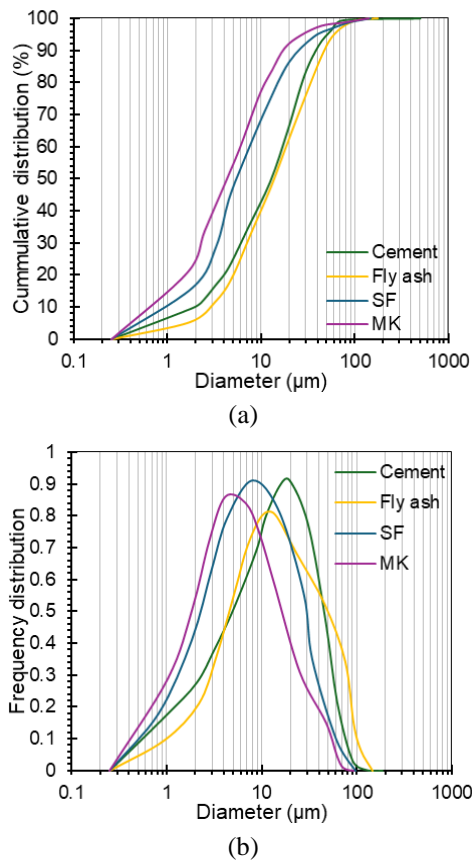 100
90
80
70
60
50
40
30
20
10
0
Cummulative distribution (%)
Cement
Fly ash
SF
MK
0.1 1 10 100 1000
Diameter (µm)
(a)
1
0.9
0.8
0.7
0.6
0.5
0.4
0.3
0.2
0.1
0
Frequency distribution
Cement
Fly ash
SF
MK
0.1 1 10 100 1000
Diameter (µm)
(b)